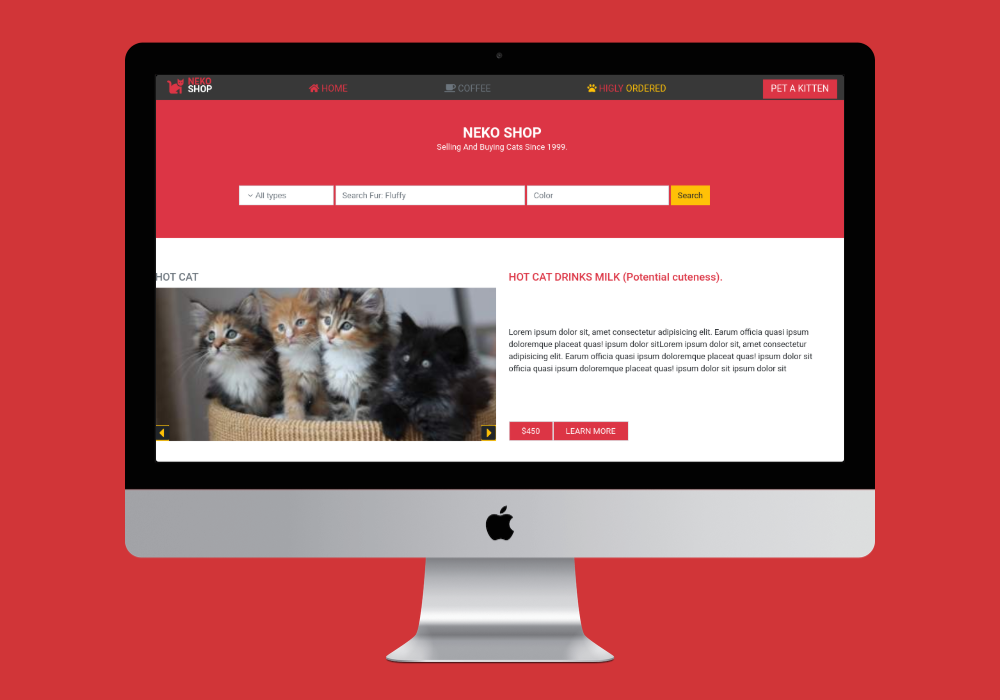 NEKO
SHOP
HOME
COFFEE
HIGLY ORDERED
PET A KITTEN
NEKO SHOP
Selling And Buying Cats Since 1999.
All types
Search Fur: Fluffy
Color
Search
HOT CAT
HOT CAT DRINKS MILK (Potential cuteness).
Lorem ipsum dolor sit, amet consectetur adipisicing elit. Earum officia quasi ipsum
doloremque placeat quas! ipsum dolor sitLorem ipsum dolor sit, amet consectetur
adipisicing elit. Earum officia quasi ipsum doloremque placeat quas! ipsum dolor sit
officia quasi ipsum doloremque placeat quas! ipsum dolor sit ipsum dolor sit
$450
LEARN MORE